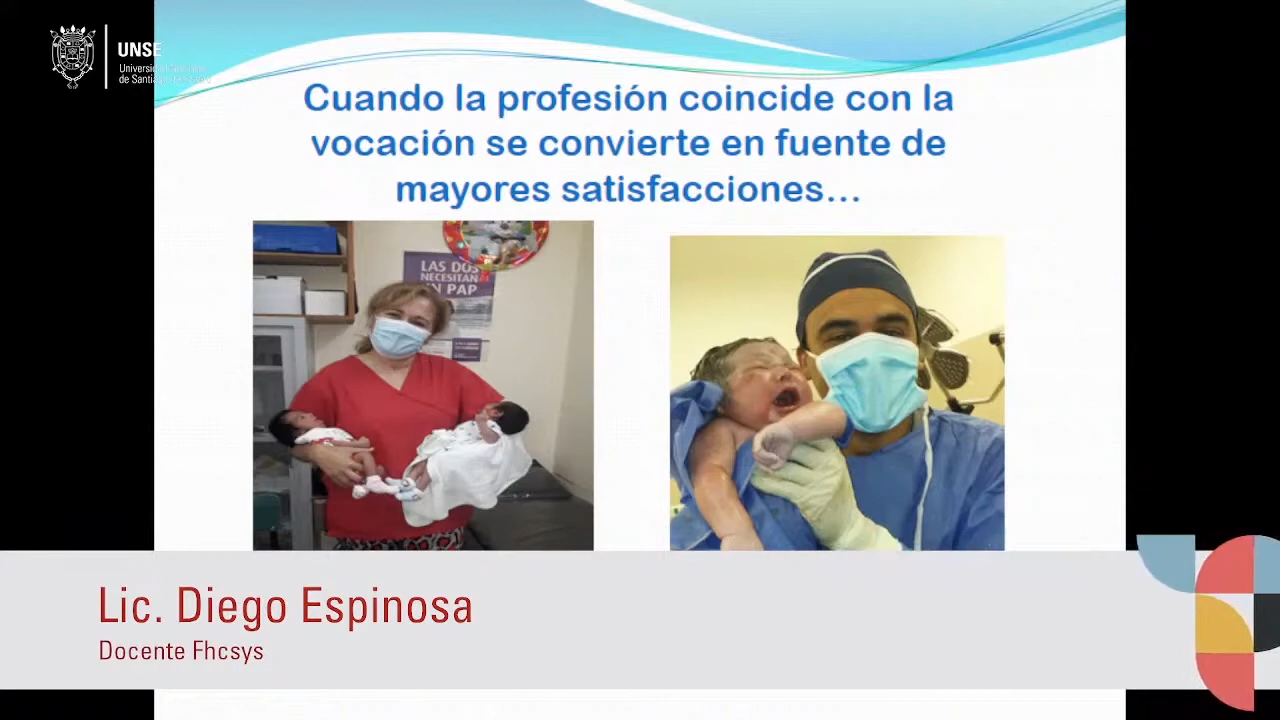 UNSE
Cuando la profesión coincide con la
vocación se convierte en fuente de
mayores satisfacciones...
LAS DOS
NECESITAN
UN PAP
Lic. Diego Espinosa
Docente Fhcsys